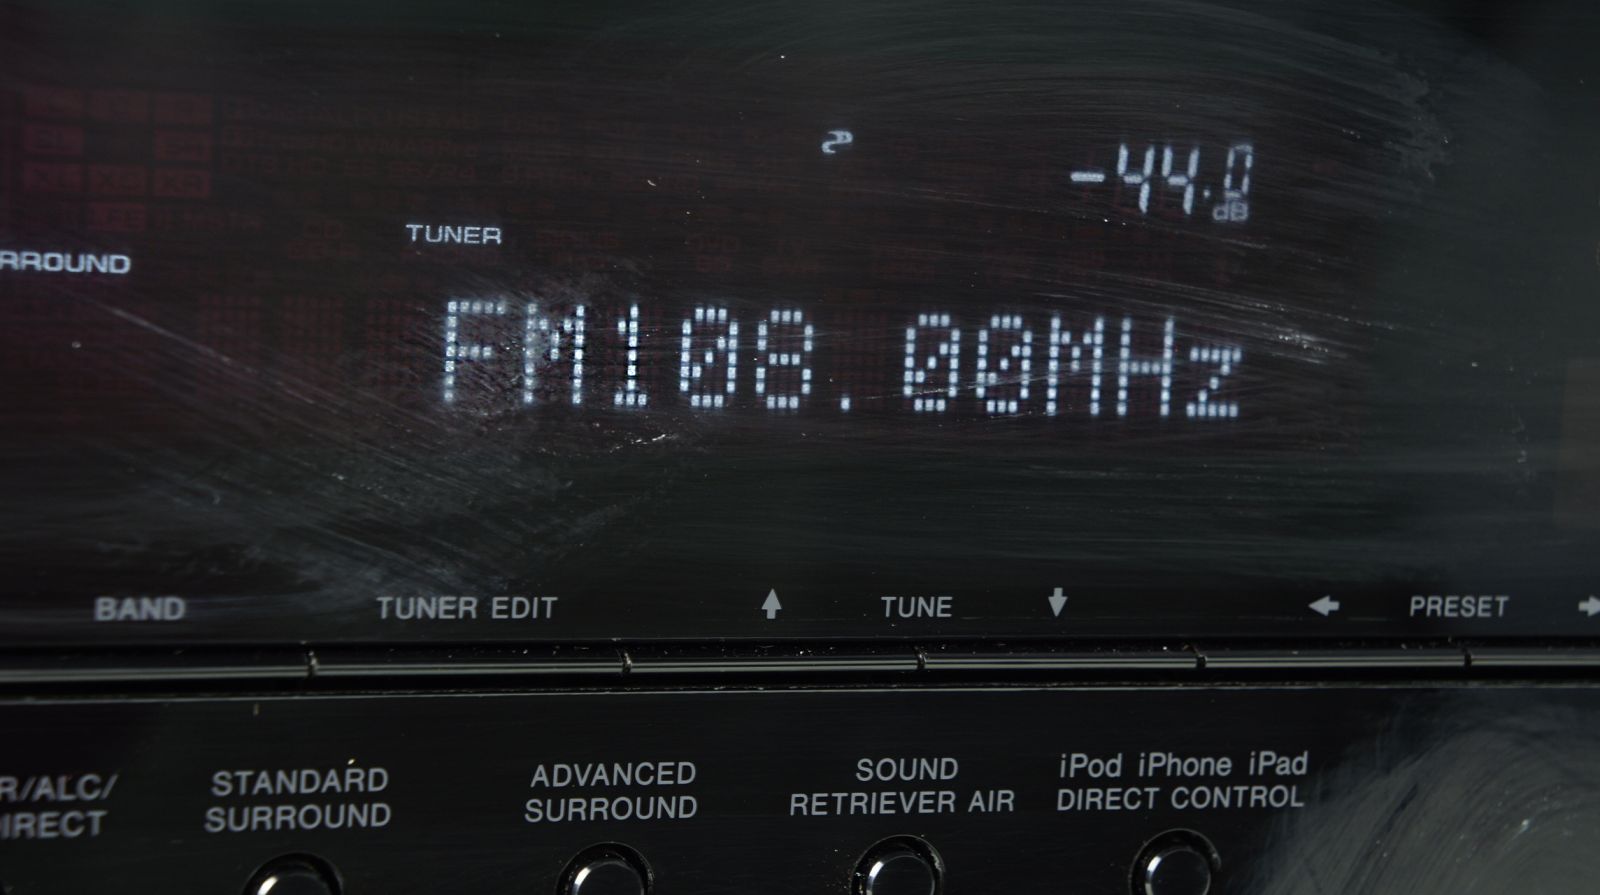 -44.0
dB
TUNER
RROUND
FM108.00MHz
BAND TUNER EDIT TUNE PRESET
R/ALC/
IRECT
STANDARD
SURROUND
ADVANCED
SURROUND
SOUND
RETRIEVER AIR
iPod iPhone iPad
DIRECT CONTROL